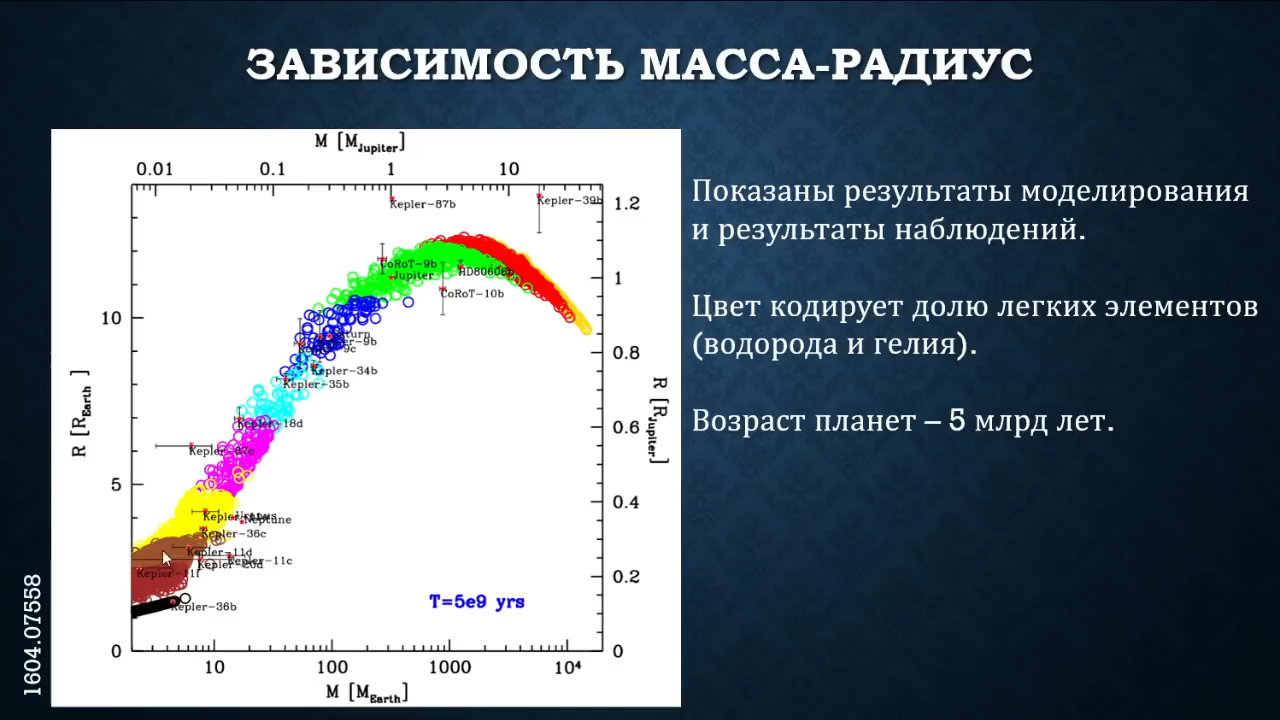 ЗАВИСИМОСТЬ МАССА-РАДИУС
M [M_Jupiter]
0.01 0.1 1 10
Kepler-87b
Kepler-39b
1.2
CoRoT-9b
HD80606b
Jupiter
1
CoRoT-10b
10
Kepler-34b
0.8
Kepler-35b
Kepler-18d
0.6
R [R_Earth]
R [R_Jupiter]
5
0.4
Neptune
Kepler-36c
Kepler-11d
Kepler-11c
Kepler-11f
0.2
Kepler-36b
T=5e9 yrs
0
0
10 100 1000 10⁴
M [M_Earth]
Показаны результаты моделирования
и результаты наблюдений.
Цвет кодирует долю легких элементов
(водорода и гелия).
Возраст планет – 5 млрд лет.
1604.07558